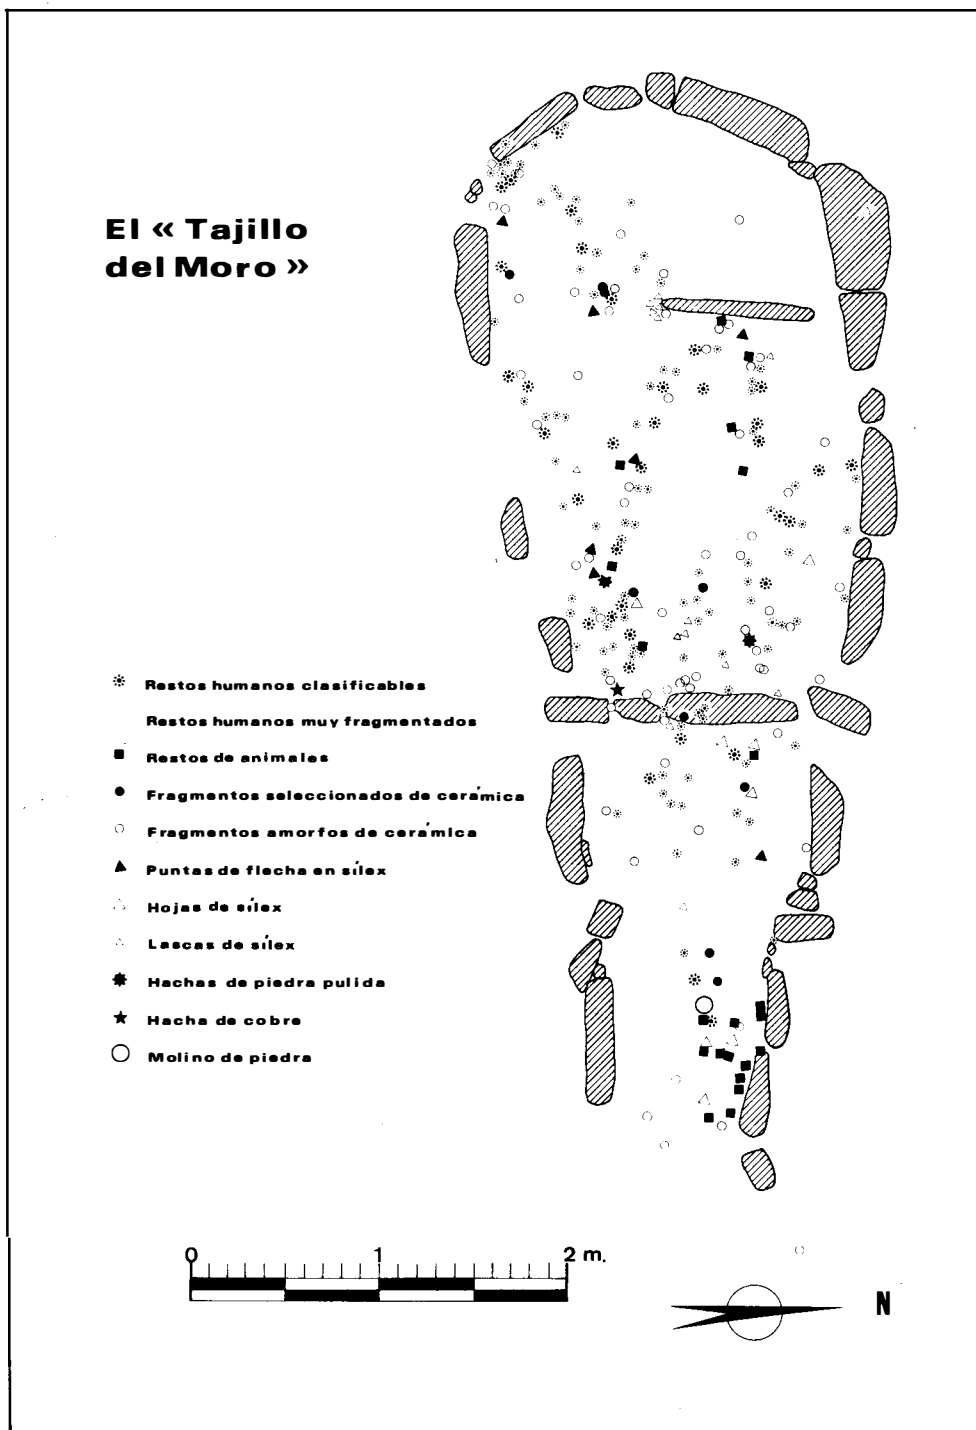 El « Tajillo
del Moro »
Restos humanos clasificables
Restos humanos muy fragmentados
Restos de animales
Fragmentos seleccionados de cerámica
Fragmentos amorfos de cerámica
Puntas de flecha en sílex
Hojas de sílex
Lascas de sílex
Hachas de piedra pulida
Hacha de cobre
Molino de piedra
0 1 2 m.
N